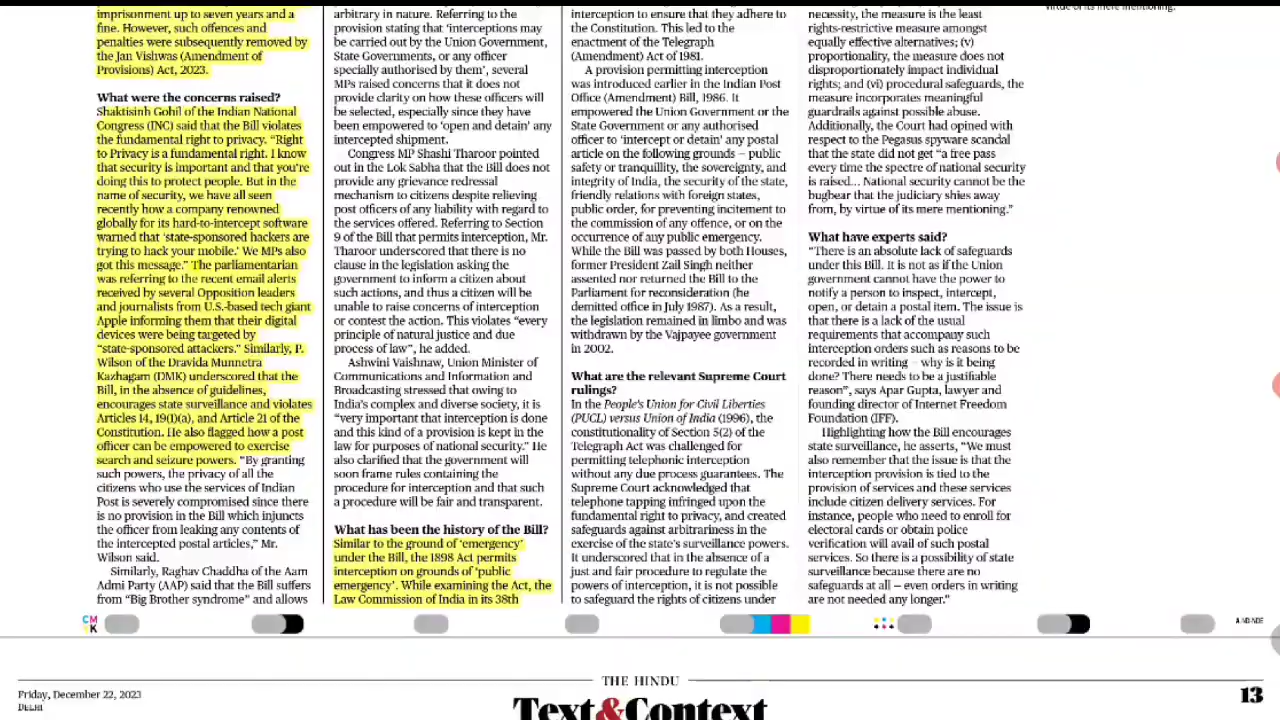 imprisonment up to seven years and a
fine. However, such offences and
penalties were subsequently removed by
the Jan Vishwas (Amendment of
Provisions) Act, 2023.
What were the concerns raised?
Shaktisinh Gohil of the Indian National
Congress (INC) said that the Bill violates
the fundamental right to privacy. “Right
to Privacy is a fundamental right. I know
that security is important and that you're
doing this to protect people. But in the
name of security, we have all seen
recently how a company renowned
globally for its hard-to-intercept software
warned that ‘state-sponsored hackers are
trying to hack your mobile.’ We MPs also
got this message.” The parliamentarian
was referring to the recent email alerts
received by several Opposition leaders
and journalists from U.S.-based tech giant
Apple informing them that their digital
devices were being targeted by
“state-sponsored attackers.” Similarly, P.
Wilson of the Dravida Munnetra
Kazhagam (DMK) underscored that the
Bill, in the absence of guidelines,
encourages state surveillance and violates
Articles 14, 19(1)(a), and Article 21 of the
Constitution. He also flagged how a post
officer can be empowered to exercise
search and seizure powers. “By granting
such powers, the privacy of all the
citizens who use the services of Indian
Post is severely compromised since there
is no provision in the Bill which injuncts
the officer from leaking any contents of
the intercepted postal articles,” Mr.
Wilson said.
Similarly, Raghav Chaddha of the Aam
Admi Party (AAP) said that the Bill suffers
from “Big Brother syndrome” and allows
arbitrary in nature. Referring to the
provision stating that ‘interceptions may
be carried out by the Union Government,
State Governments, or any officer
specially authorised by them’, several
MPs raised concerns that it does not
provide clarity on how these officers will
be selected, especially since they have
been empowered to ‘open and detain’ any
intercepted shipment.
Congress MP Shashi Tharoor pointed
out in the Lok Sabha that the Bill does not
provide any grievance redressal
mechanism to citizens despite relieving
post officers of any liability with regard to
the services offered. Referring to Section
9 of the Bill that permits interception, Mr.
Tharoor underscored that there is no
clause in the legislation asking the
government to inform a citizen about
such actions, and thus a citizen will be
unable to raise concerns of interception
or contest the action. This violates “every
principle of natural justice and due
process of law”, he added.
Ashwini Vaishnaw, Union Minister of
Communications and Information and
Broadcasting stressed that owing to
India's complex and diverse society, it is
“very important that interception is done
and this kind of a provision is kept in the
law for purposes of national security.” He
also clarified that the government will
soon frame rules containing the
procedure for interception and that such
a procedure will be fair and transparent.
What has been the history of the Bill?
Similar to the ground of ‘emergency’
under the Bill, the 1898 Act permits
interception on grounds of ‘public
emergency’. While examining the Act, the
Law Commission of India in its 38th
interception to ensure that they adhere to
the Constitution. This led to the
enactment of the Telegraph
(Amendment) Act of 1981.
A provision permitting interception
was introduced earlier in the Indian Post
Office (Amendment) Bill, 1986. It
empowered the Union Government or the
State Government or any authorised
officer to ‘intercept or detain’ any postal
article on the following grounds – public
safety or tranquillity, the sovereignty, and
integrity of India, the security of the state,
friendly relations with foreign states,
public order, for preventing incitement to
the commission of any offence, or on the
occurrence of any public emergency.
While the Bill was passed by both Houses,
former President Zail Singh neither
assented nor returned the Bill to the
Parliament for reconsideration (he
demitted office in July 1987). As a result,
the legislation remained in limbo and was
withdrawn by the Vajpayee government
in 2002.
What are the relevant Supreme Court
rulings?
In the People's Union for Civil Liberties
(PUCL) versus Union of India (1996), the
constitutionality of Section 5(2) of the
Telegraph Act was challenged for
permitting telephonic interception
without any due process guarantees. The
Supreme Court acknowledged that
telephone tapping infringed upon the
fundamental right to privacy, and created
safeguards against arbitrariness in the
exercise of the state's surveillance powers.
It underscored that in the absence of a
just and fair procedure to regulate the
powers of interception, it is not possible
to safeguard the rights of citizens under
necessity, the measure is the least
rights-restrictive measure amongst
equally effective alternatives; (v)
proportionality, the measure does not
disproportionately impact individual
rights; and (vi) procedural safeguards, the
measure incorporates meaningful
guardrails against possible abuse.
Additionally, the Court had opined with
respect to the Pegasus spyware scandal
that the state did not get “a free pass
every time the spectre of national security
is raised... National security cannot be the
bugbear that the judiciary shies away
from, by virtue of its mere mentioning.”
What have experts said?
“There is an absolute lack of safeguards
under this Bill. It is not as if the Union
government cannot have the power to
notify a person to inspect, intercept,
open, or detain a postal item. The issue is
that there is a lack of the usual
requirements that accompany such
interception orders such as reasons to be
recorded in writing – why is it being
done? There needs to be a justifiable
reason”, says Apar Gupta, lawyer and
founding director of Internet Freedom
Foundation (IFF).
Highlighting how the Bill encourages
state surveillance, he asserts, “We must
also remember that the issue is that the
interception provision is tied to the
provision of services and these services
include citizen delivery services. For
instance, people who need to enroll for
electoral cards or obtain police
verification will avail of such postal
services. So there is a possibility of state
surveillance because there are no
safeguards at all – even orders in writing
are not needed any longer.”
virtue of its mere mentioning.
CM
YK
A ND-NDE
THE HINDU
Friday, December 22, 2023
DELHI
13
Text&Context